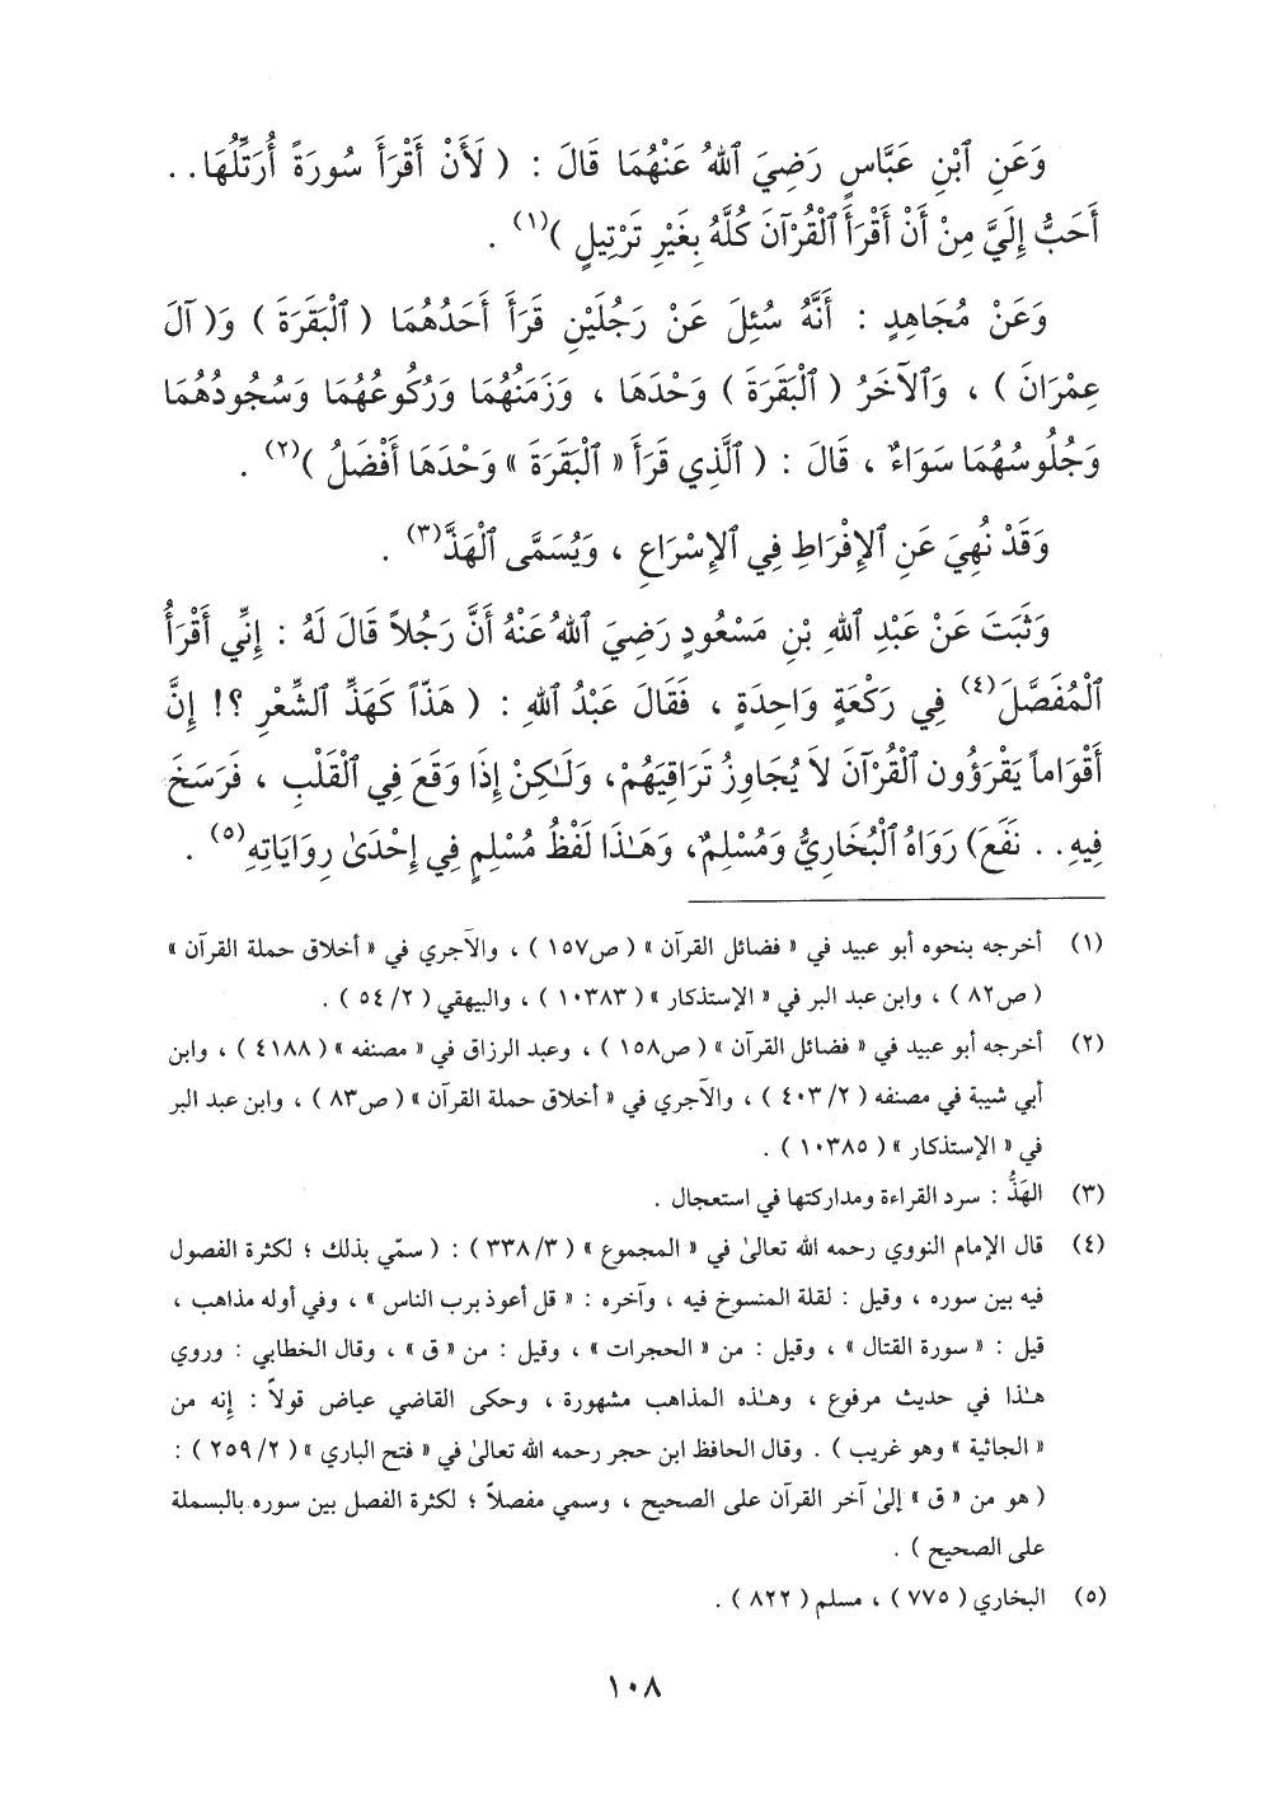 وَعَنِ ٱبْنِ عَبَّاسٍ رَضِيَ ٱللهُ عَنْهُمَا قَالَ : ( لَأَنْ أَقْرَأَ سُورَةً أُرَتِّلُهَا..
أَحَبُّ إِلَيَّ مِنْ أَنْ أَقْرَأَ ٱلْقُرْآنَ كُلَّهُ بِغَيْرِ تَرْتِيلٍ )(١) .
وَعَنْ مُجَاهِدٍ : أَنَّهُ سُئِلَ عَنْ رَجُلَيْنِ قَرَأَ أَحَدُهُمَا ( ٱلْبَقَرَةَ ) وَ( آلَ
عِمْرَانَ ) ، وَٱلآخَرُ ( ٱلْبَقَرَةَ ) وَحْدَهَا ، وَزَمَنُهُمَا وَرُكُوعُهُمَا وَسُجُودُهُمَا
وَجُلُوسُهُمَا سَوَاءٌ ، قَالَ : ( ٱلَّذِي قَرَأَ « ٱلْبَقَرَةَ » وَحْدَهَا أَفْضَلُ )(٢) .
وَقَدْ نُهِيَ عَنِ ٱلإِفْرَاطِ فِي ٱلإِسْرَاعِ ، وَيُسَمَّى ٱلْهَذَّ(٣) .
وَثَبَتَ عَنْ عَبْدِ ٱللهِ بْنِ مَسْعُودٍ رَضِيَ ٱللهُ عَنْهُ أَنَّ رَجُلاً قَالَ لَهُ : إِنِّي أَقْرَأُ
ٱلْمُفَصَّلَ(٤) فِي رَكْعَةٍ وَاحِدَةٍ ، فَقَالَ عَبْدُ ٱللهِ : ( هَذّاً كَهَذِّ ٱلشِّعْرِ ؟! إِنَّ
أَقْوَاماً يَقْرَؤُون ٱلْقُرْآنَ لاَ يُجَاوِزُ تَرَاقِيَهُمْ، وَلَـٰكِنْ إِذَا وَقَعَ فِي ٱلْقَلْبِ ، فَرَسَخَ
فِيهِ.. نَفَعَ) رَوَاهُ ٱلْبُخَارِيُّ وَمُسْلِمٌ، وَهَـٰذَا لَفْظُ مُسْلِمٍ فِي إِحْدَىٰ رِوَايَاتِهِ(٥) .
(١) أخرجه بنحوه أبو عبيد في « فضائل القرآن » ( ص١٥٧ ) ، والآجري في « أخلاق حملة القرآن »
( ص٨٢ ) ، وابن عبد البر في « الإستذكار » ( ١٠٣٨٣ ) ، والبيهقي ( ٥٤/٢ ) .
(٢) أخرجه أبو عبيد في « فضائل القرآن » ( ص١٥٨ ) ، وعبد الرزاق في « مصنفه » ( ٤١٨٨ ) ، وابن
أبي شيبة في مصنفه ( ٤٠٣/٢ ) ، والآجري في « أخلاق حملة القرآن » ( ص٨٣ ) ، وابن عبد البر
في « الإستذكار » ( ١٠٣٨٥ ) .
(٣) الهَذُّ : سرد القراءة ومداركتها في استعجال .
(٤) قال الإمام النووي رحمه الله تعالىٰ في « المجموع » ( ٣٣٨/٣ ) : ( سمّي بذلك ؛ لكثرة الفصول
فيه بين سوره ، وقيل : لقلة المنسوخ فيه ، وآخره : « قل أعوذ برب الناس » ، وفي أوله مذاهب ،
قيل : « سورة القتال » ، وقيل : من « الحجرات » ، وقيل : من « ق » ، وقال الخطابي : وروي
هـٰذا في حديث مرفوع ، وهـٰذه المذاهب مشهورة ، وحكى القاضي عياض قولاً : إنه من
« الجاثية » وهو غريب ) . وقال الحافظ ابن حجر رحمه الله تعالىٰ في « فتح الباري » ( ٢٥٩/٢ ) :
( هو من « ق » إلىٰ آخر القرآن على الصحيح ، وسمي مفصلاً ؛ لكثرة الفصل بين سوره بالبسملة
على الصحيح ) .
(٥) البخاري ( ٧٧٥ ) ، مسلم ( ٨٢٢ ) .
١٠٨